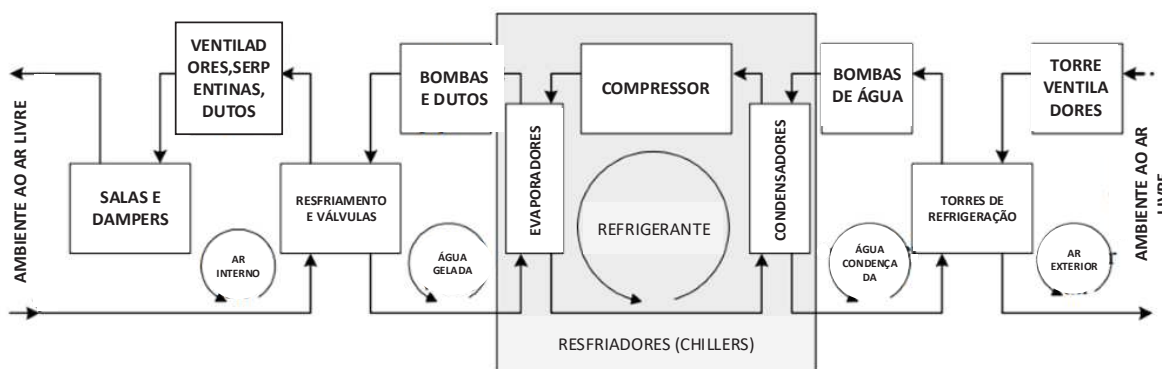 AMBIENTE AO AR LIVRE
VENTILAD
ORES,SERP
ENTINAS,
DUTOS
SALAS E
DAMPERS
AR
INTERNO
RESFRIAMENTO
E VÁLVULAS
BOMBAS
E DUTOS
ÁGUA
GELADA
EVAPORADORES
COMPRESSOR
REFRIGERANTE
CONDENSADORES
RESFRIADORES (CHILLERS)
BOMBAS
DE ÁGUA
ÁGUA
CONDENÇA
DA
TORRE
VENTILA
DORES
TORRES DE
REFRIGERAÇÃO
AR
EXTERIOR
AMBIENTE AO AR
LIVRE